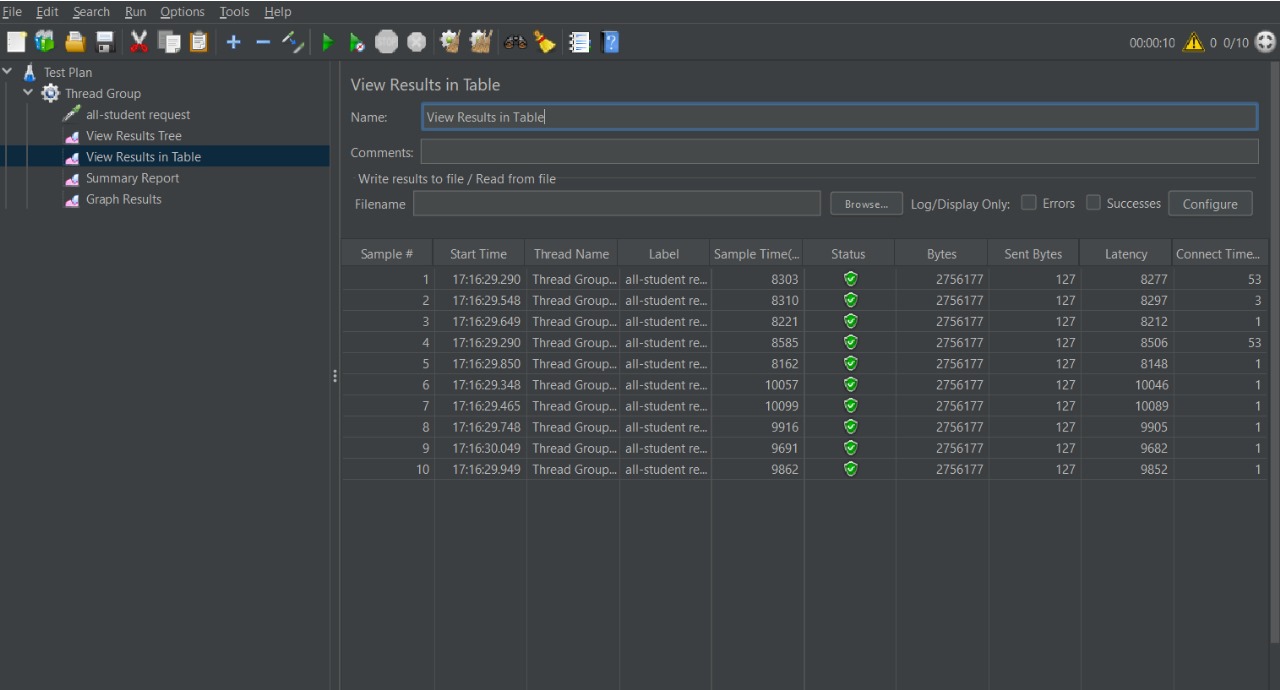 File Edit Search Run Options Tools Help
00:00:10 0 0/10
Test Plan
Thread Group
all-student request
View Results Tree
View Results in Table
Summary Report
Graph Results
View Results in Table
Name: View Results in Table
Comments:
Write results to file / Read from file
Filename Browse... Log/Display Only: Errors Successes Configure
Sample # Start Time Thread Name Label Sample Time(... Status Bytes Sent Bytes Latency Connect Time...
1 17:16:29.290 Thread Group... all-student re... 8303 2756177 127 8277 53
2 17:16:29.548 Thread Group... all-student re... 8310 2756177 127 8297 3
3 17:16:29.649 Thread Group... all-student re... 8221 2756177 127 8212 1
4 17:16:29.290 Thread Group... all-student re... 8585 2756177 127 8506 53
5 17:16:29.850 Thread Group... all-student re... 8162 2756177 127 8148 1
6 17:16:29.348 Thread Group... all-student re... 10057 2756177 127 10046 1
7 17:16:29.465 Thread Group... all-student re... 10099 2756177 127 10089 1
8 17:16:29.748 Thread Group... all-student re... 9916 2756177 127 9905 1
9 17:16:30.049 Thread Group... all-student re... 9691 2756177 127 9682 1
10 17:16:29.949 Thread Group... all-student re... 9862 2756177 127 9852 1